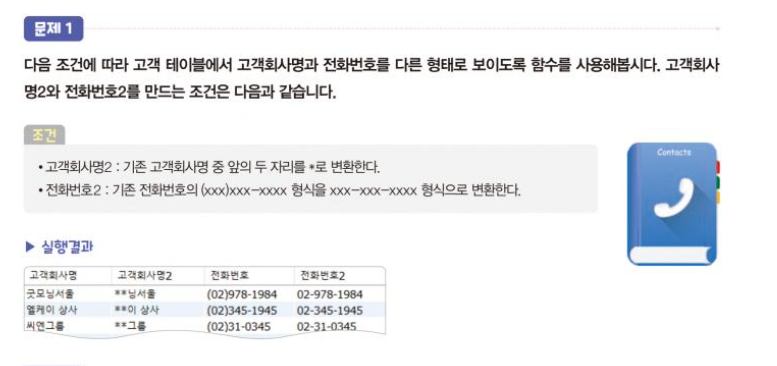 문제 1
다음 조건에 따라 고객 테이블에서 고객회사명과 전화번호를 다른 형태로 보이도록 함수를 사용해봅시다. 고객회사
명2와 전화번호2를 만드는 조건은 다음과 같습니다.
조건
• 고객회사명2 : 기존 고객회사명 중 앞의 두 자리를 *로 변환한다.
• 전화번호2 : 기존 전화번호의 (xxx)xxx-xxxx 형식을 xxx-xxx-xxxx 형식으로 변환한다.
Contacts
▶ 실행결과
고객회사명 고객회사명2 전화번호 전화번호2
굿모닝서울 **닝서울 (02)978-1984 02-978-1984
엘케이 상사 **이 상사 (02)345-1945 02-345-1945
씨엔그룹 **그룹 (02)31-0345 02-31-0345